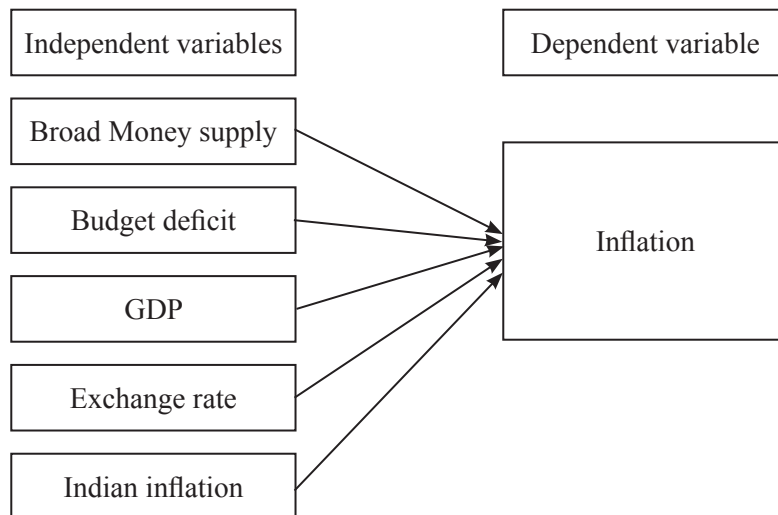 Independent variables
Dependent variable
Broad Money supply
Budget deficit
Inflation
GDP
Exchange rate
Indian inflation